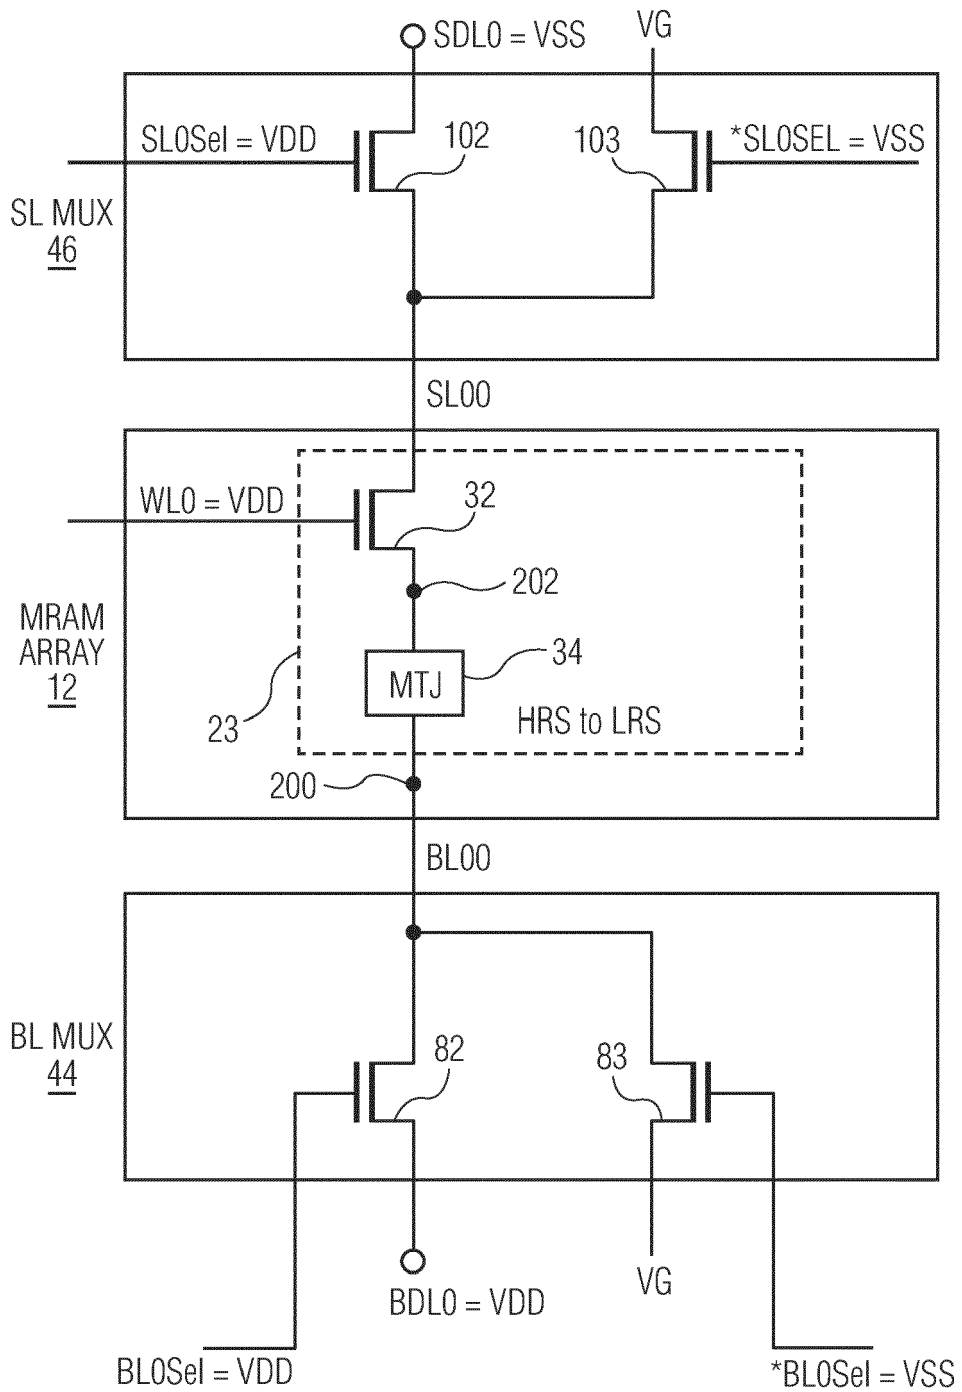 SDL0 = VSS
VG
SL0Sel = VDD
102
103
*SL0SEL = VSS
SL MUX
46
SL00
WL0 = VDD
32
202
MRAM
ARRAY
12
34
MTJ
23
HRS to LRS
200
BL00
BL MUX
44
82
83
BDL0 = VDD
VG
BL0Sel = VDD
*BL0Sel = VSS